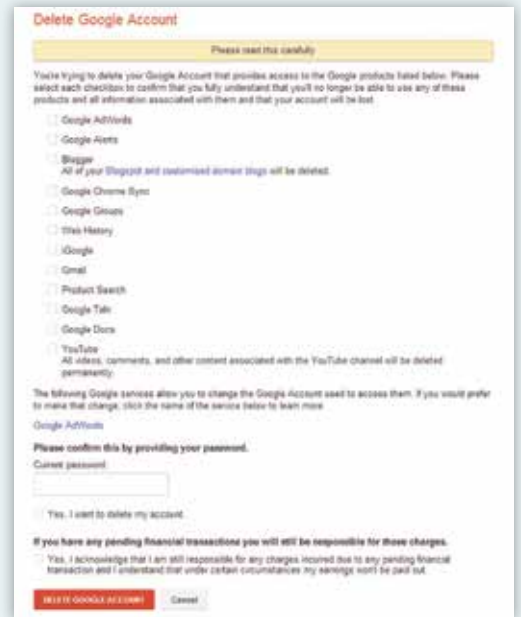 Delete Google Account
Please read this carefully
You're trying to delete your Google Account that provides access to the Google products listed below. Please
select each checkbox to confirm that you fully understand that you'll no longer be able to use any of these
products and all information associated with them and that your account will be lost.
Google AdWords
Google Alerts
Blogger
All of your Blogspot and customised domain blogs will be deleted.
Google Chrome Sync
Google Groups
Web History
iGoogle
Gmail
Product Search
Google Talk
Google Docs
YouTube
All videos, comments, and other content associated with the YouTube channel will be deleted
permanently.
The following Google services allow you to change the Google Account used to access them. If you would prefer
to make that change, click the name of the service below to learn more.
Google AdWords
Please confirm this by providing your password.
Current password:
Yes, I want to delete my account.
If you have any pending financial transactions you will still be responsible for those charges.
Yes, I acknowledge that I am still responsible for any charges incurred due to any pending financial
transaction and I understand that under certain circumstances my earnings won't be paid out.
DELETE GOOGLE ACCOUNT
Cancel